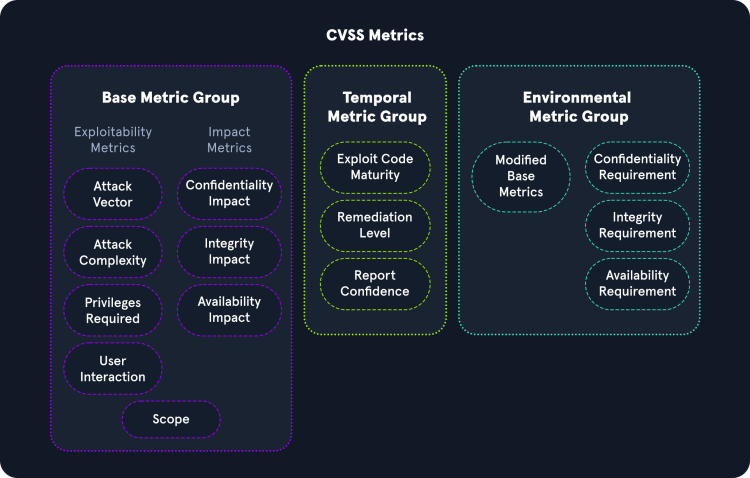 CVSS Metrics
Base Metric Group
Exploitability
Metrics
Impact
Metrics
Attack
Vector
Confidentiality
Impact
Attack
Complexity
Integrity
Impact
Privileges
Required
Availability
Impact
User
Interaction
Scope
Temporal
Metric Group
Exploit Code
Maturity
Remediation
Level
Report
Confidence
Environmental
Metric Group
Modified
Base
Metrics
Confidentiality
Requirement
Integrity
Requirement
Availability
Requirement